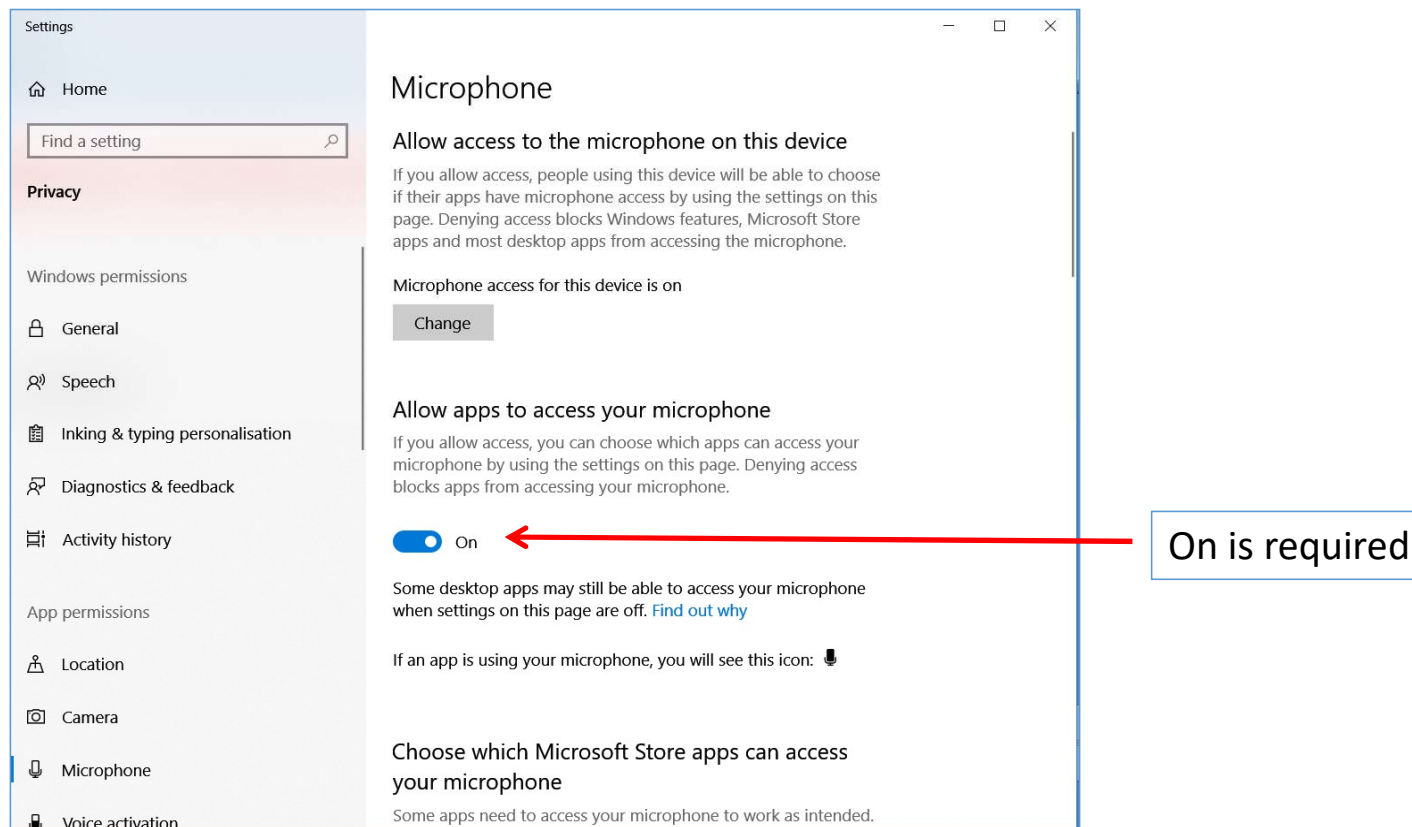 Settings
Home
Find a setting
Privacy
Windows permissions
General
Speech
Inking & typing personalisation
Diagnostics & feedback
Activity history
App permissions
Location
Camera
Microphone
Voice activation
Microphone
Allow access to the microphone on this device
If you allow access, people using this device will be able to choose
if their apps have microphone access by using the settings on this
page. Denying access blocks Windows features, Microsoft Store
apps and most desktop apps from accessing the microphone.
Microphone access for this device is on
Change
Allow apps to access your microphone
If you allow access, you can choose which apps can access your
microphone by using the settings on this page. Denying access
blocks apps from accessing your microphone.
On
Some desktop apps may still be able to access your microphone
when settings on this page are off. Find out why
If an app is using your microphone, you will see this icon:
Choose which Microsoft Store apps can access
your microphone
Some apps need to access your microphone to work as intended.
On is required